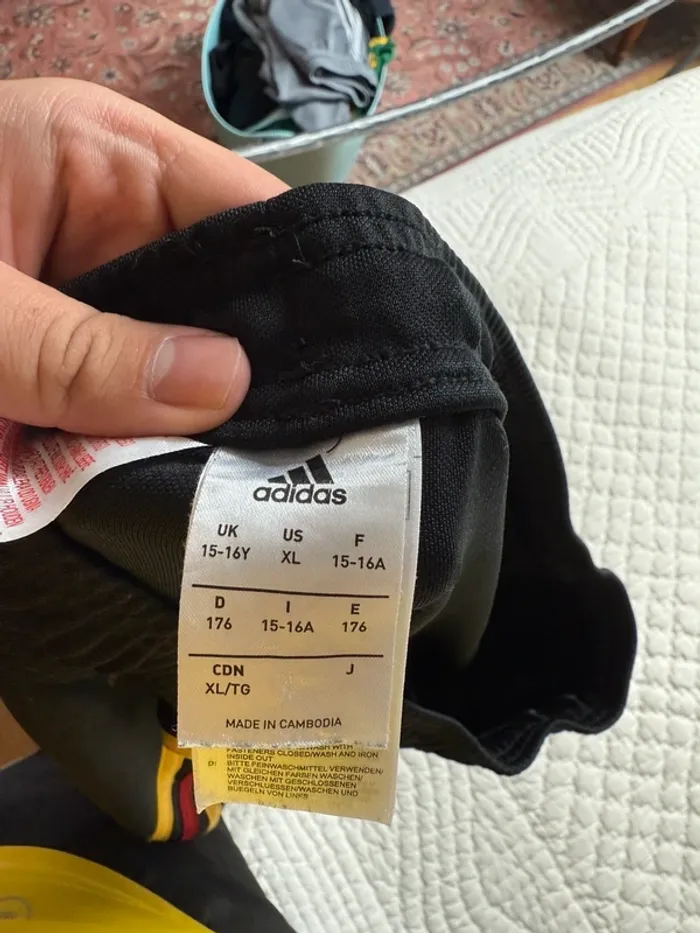 adidas
UK US F
15-16Y XL 15-16A
D I E
176 15-16A 176
CDN J
XL/TG
MADE IN CAMBODIA
FASTENERS CLOSED/WASH AND IRON
INSIDE OUT
D: BITTE FEINWASCHMITTEL VERWENDEN/
MIT GLEICHEN FARBEN WASCHEN/
WASCHEN MIT GESCHLOSSENEN
VERSCHLUESSEN/WASCHEN UND
BUEGELN VON LINKS